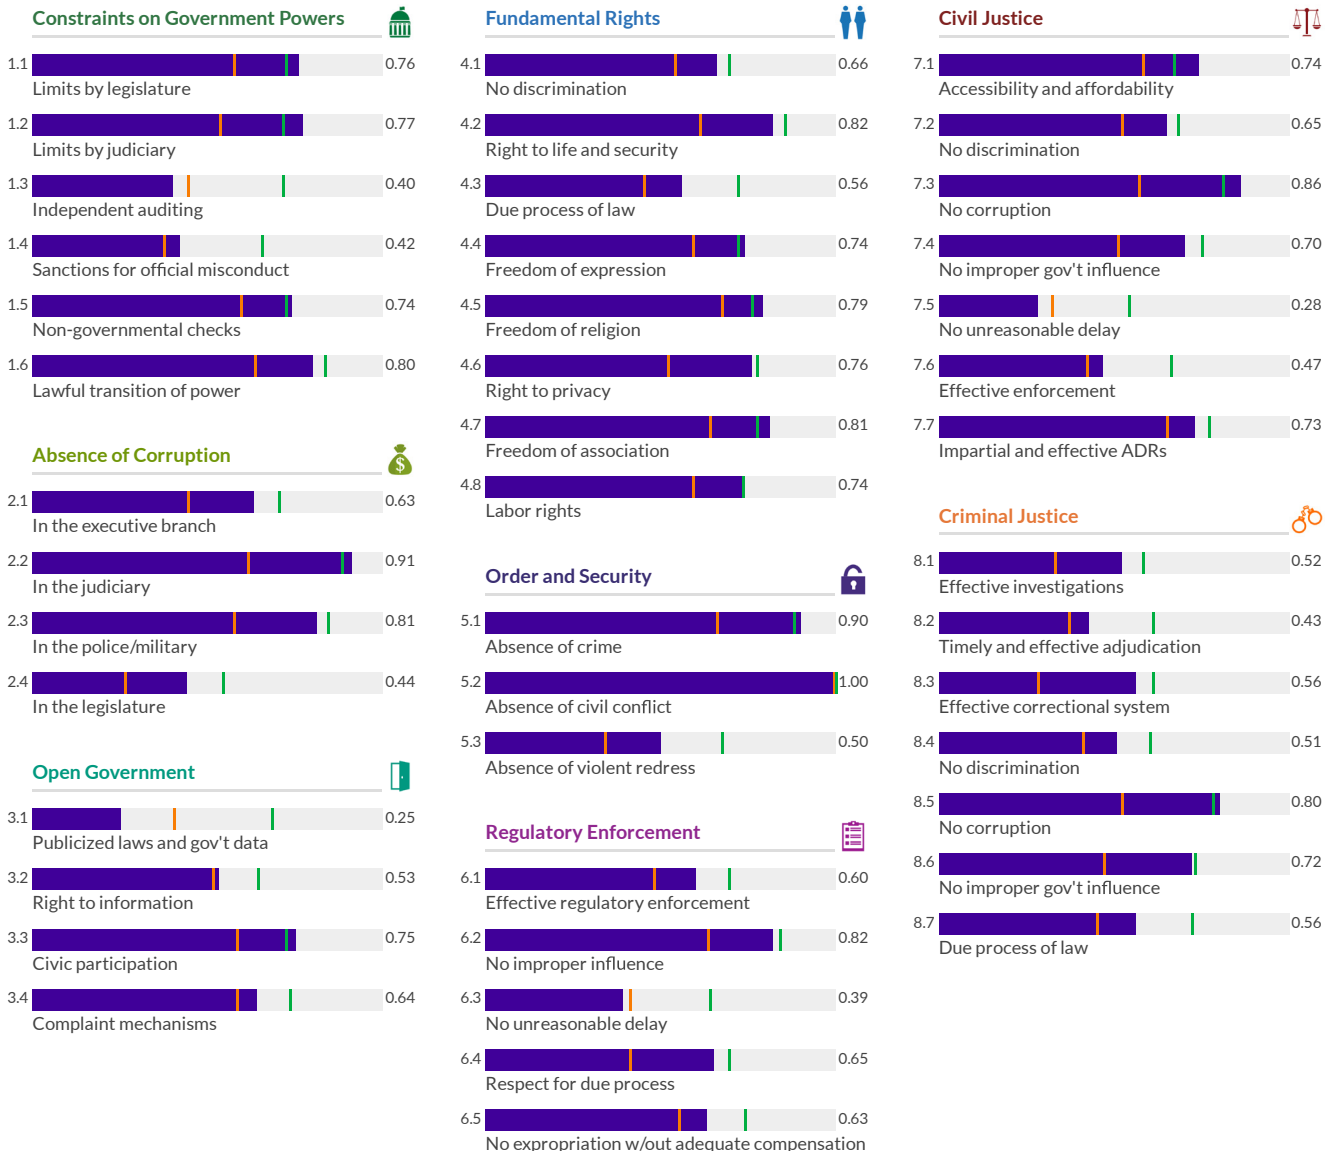 Constraints on Government Powers
1.1 0.76
Limits by legislature
1.2 0.77
Limits by judiciary
1.3 0.40
Independent auditing
1.4 0.42
Sanctions for official misconduct
1.5 0.74
Non-governmental checks
1.6 0.80
Lawful transition of power
Absence of Corruption
$
2.1 0.63
In the executive branch
2.2 0.91
In the judiciary
2.3 0.81
In the police/military
2.4 0.44
In the legislature
Open Government
3.1 0.25
Publicized laws and gov't data
3.2 0.53
Right to information
3.3 0.75
Civic participation
3.4 0.64
Complaint mechanisms
Fundamental Rights
4.1 0.66
No discrimination
4.2 0.82
Right to life and security
4.3 0.56
Due process of law
4.4 0.74
Freedom of expression
4.5 0.79
Freedom of religion
4.6 0.76
Right to privacy
4.7 0.81
Freedom of association
4.8 0.74
Labor rights
Order and Security
5.1 0.90
Absence of crime
5.2 1.00
Absence of civil conflict
5.3 0.50
Absence of violent redress
Regulatory Enforcement
6.1 0.60
Effective regulatory enforcement
6.2 0.82
No improper influence
6.3 0.39
No unreasonable delay
6.4 0.65
Respect for due process
6.5 0.63
No expropriation w/out adequate compensation
Civil Justice
7.1 0.74
Accessibility and affordability
7.2 0.65
No discrimination
7.3 0.86
No corruption
7.4 0.70
No improper gov't influence
7.5 0.28
No unreasonable delay
7.6 0.47
Effective enforcement
7.7 0.73
Impartial and effective ADRs
Criminal Justice
8.1 0.52
Effective investigations
8.2 0.43
Timely and effective adjudication
8.3 0.56
Effective correctional system
8.4 0.51
No discrimination
8.5 0.80
No corruption
8.6 0.72
No improper gov't influence
8.7 0.56
Due process of law